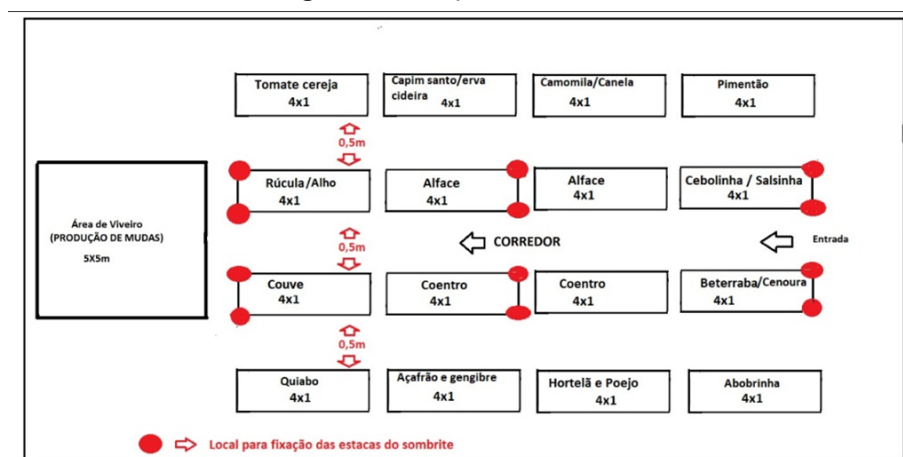 Tomate cereja
4x1
Capim santo/erva
cideira 4x1
Camomila/Canela
4x1
Pimentão
4x1
0,5m
Rúcula/Alho
4x1
Alface
4x1
Alface
4x1
Cebolinha / Salsinha
4x1
Área de Viveiro
(PRODUÇÃO DE MUDAS)
5X5m
0,5m
CORREDOR
Entrada
Couve
4x1
Coentro
4x1
Coentro
4x1
Beterraba/Cenoura
4x1
0,5m
Quiabo
4x1
Açafrão e gengibre
4x1
Hortelã e Poejo
4x1
Abobrinha
4x1
Local para fixação das estacas do sombrite